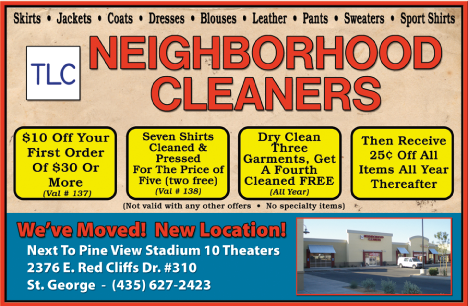 Skirts • Jackets • Coats • Dresses • Blouses • Leather • Pants • Sweaters • Sport Shirts
TLC
NEIGHBORHOOD
CLEANERS
$10 Off Your
First Order
Of $30 Or
More
(Val # 137)
Seven Shirts
Cleaned &
Pressed
For The Price of
Five (two free)
(Val # 138)
Dry Clean
Three
Garments, Get
A Fourth
Cleaned FREE
(All Year)
Then Receive
25¢ Off All
Items All Year
Thereafter
(Not valid with any other offers • No specialty items)
We've Moved! New Location!
Next To Pine View Stadium 10 Theaters
2376 E. Red Cliffs Dr. #310
St. George - (435) 627-2423